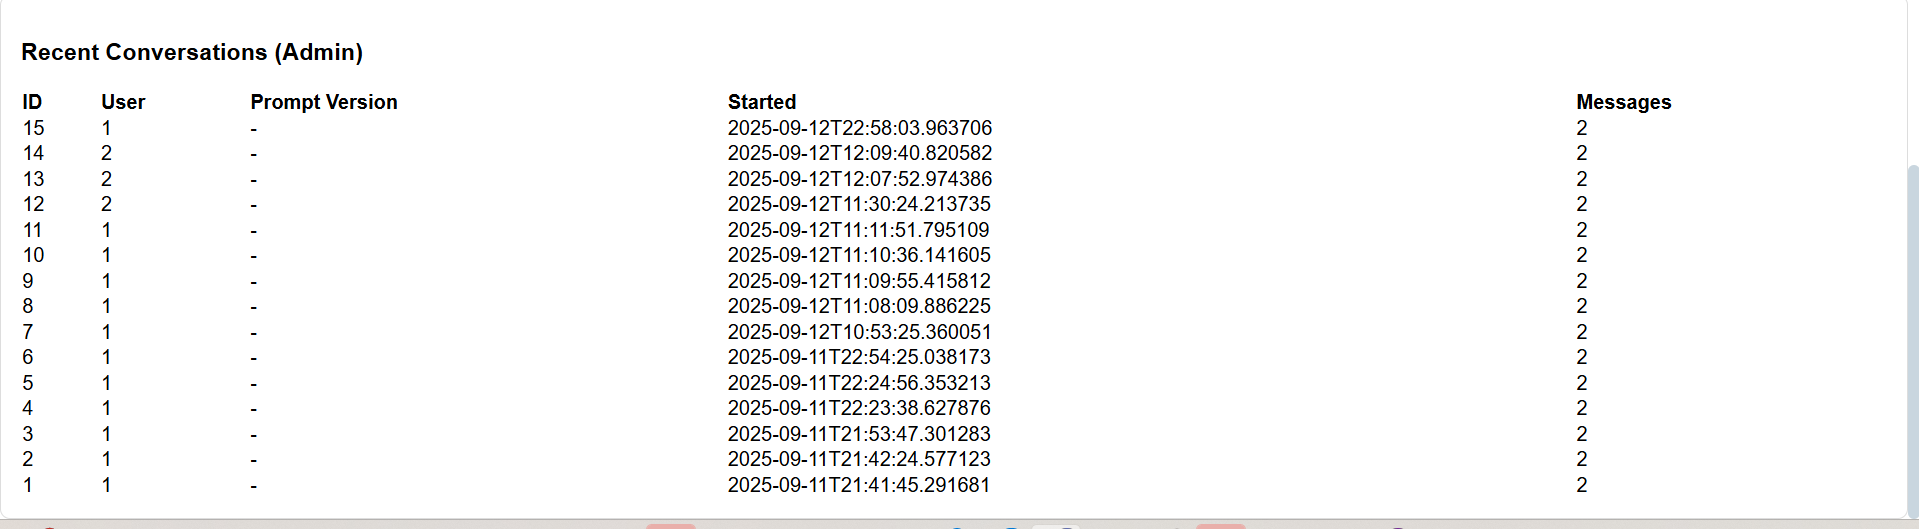 Recent Conversations (Admin)
ID User Prompt Version Started Messages
15 1 - 2025-09-12T22:58:03.963706 2
14 2 - 2025-09-12T12:09:40.820582 2
13 2 - 2025-09-12T12:07:52.974386 2
12 2 - 2025-09-12T11:30:24.213735 2
11 1 - 2025-09-12T11:11:51.795109 2
10 1 - 2025-09-12T11:10:36.141605 2
9 1 - 2025-09-12T11:09:55.415812 2
8 1 - 2025-09-12T11:08:09.886225 2
7 1 - 2025-09-12T10:53:25.360051 2
6 1 - 2025-09-11T22:54:25.038173 2
5 1 - 2025-09-11T22:24:56.353213 2
4 1 - 2025-09-11T22:23:38.627876 2
3 1 - 2025-09-11T21:53:47.301283 2
2 1 - 2025-09-11T21:42:24.577123 2
1 1 - 2025-09-11T21:41:45.291681 2